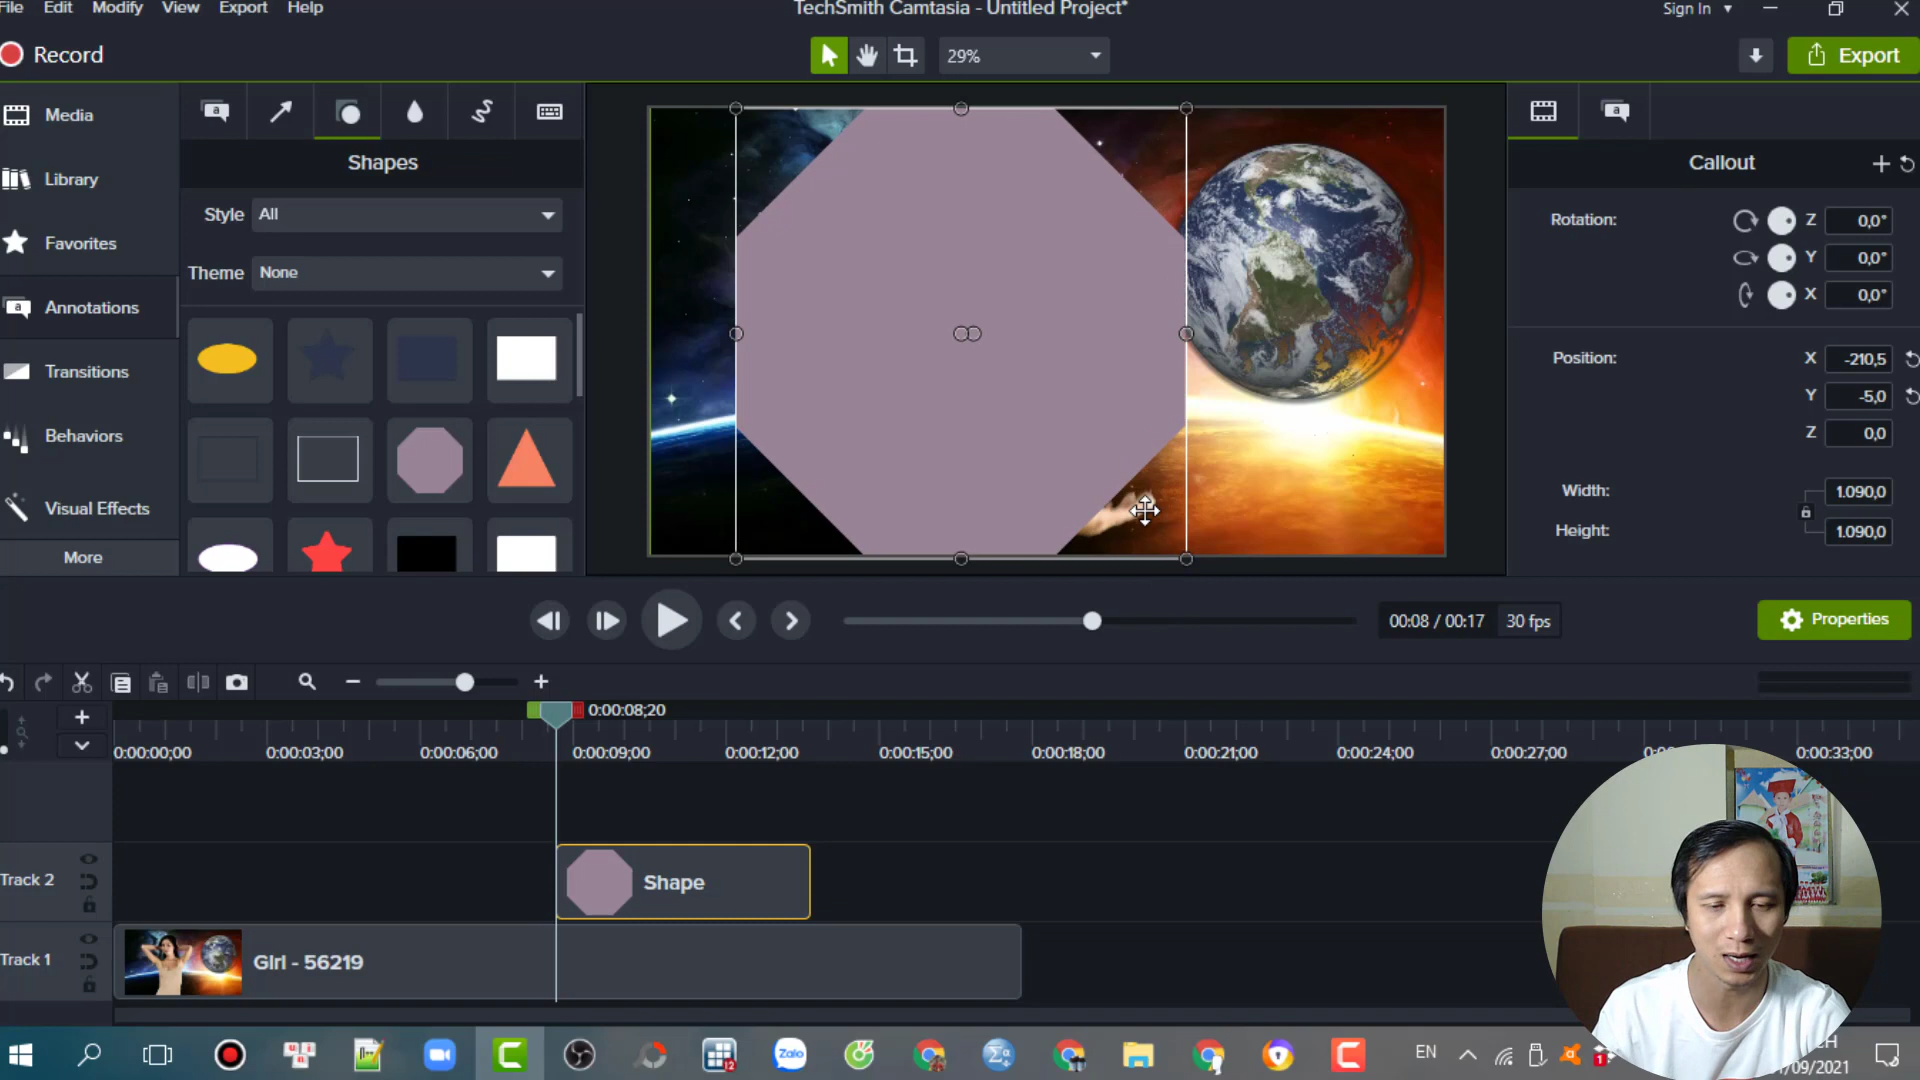 File Edit Modify View Export Help
TechSmith Camtasia - Untitled Project*
Sign In
Record
29%
Export
Media
Library
Favorites
Annotations
Transitions
Behaviors
Visual Effects
More
a
Shapes
Style All
Theme None
a
Callout
Rotation:
Z 0,0°
Y 0,0°
X 0,0°
Position:
X -210,5
Y -5,0
Z 0,0
Width: 1.090,0
Height: 1.090,0
00:08 / 00:17 30 fps
Properties
0:00:08;20
0:00:00;00 0:00:03;00 0:00:06;00 0:00:09;00 0:00:12;00 0:00:15;00 0:00:18;00 0:00:21;00 0:00:24;00 0:00:27;00 0:00:33;00
Track 2
Shape
Track 1
Girl - 56219
Zalo
12
EN
1
CH
/09/2021